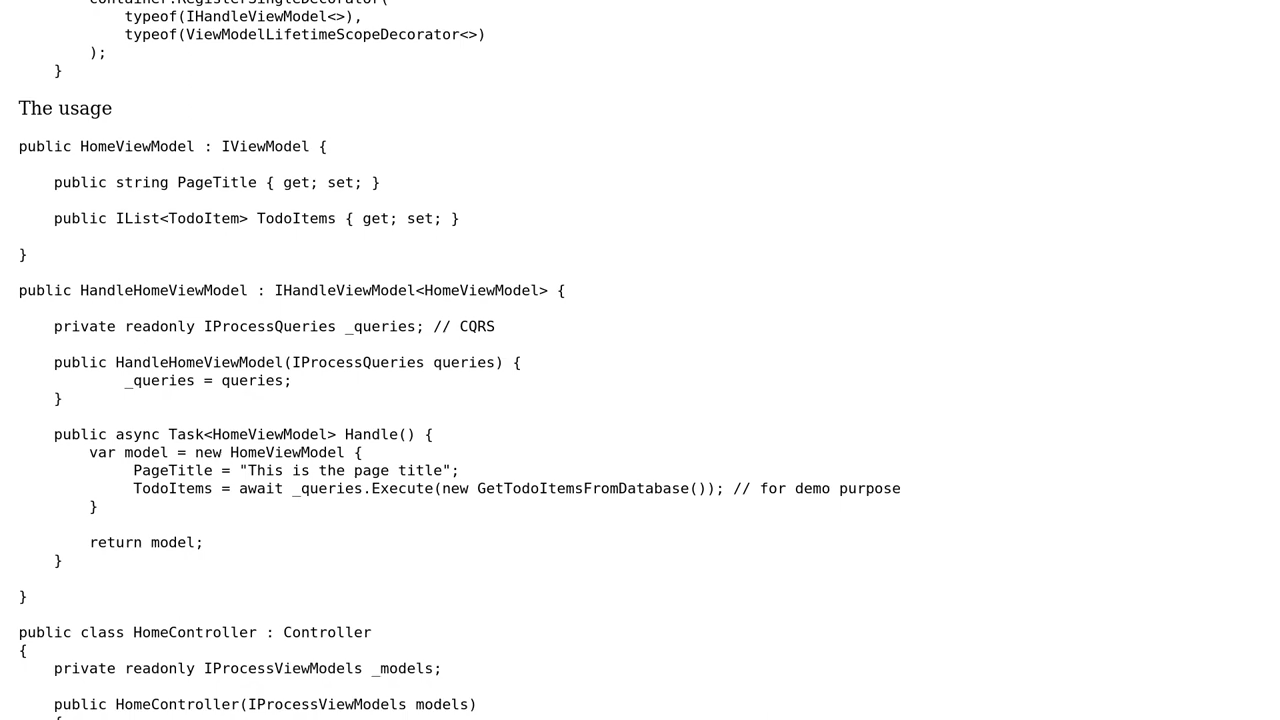 container.RegisterSingleDecorator(
typeof(IHandleViewModel<>),
typeof(ViewModelLifetimeScopeDecorator<>)
);
}
The usage
public HomeViewModel : IViewModel {
public string PageTitle { get; set; }
public IList<TodoItem> TodoItems { get; set; }
}
public HandleHomeViewModel : IHandleViewModel<HomeViewModel> {
private readonly IProcessQueries _queries; // CQRS
public HandleHomeViewModel(IProcessQueries queries) {
_queries = queries;
}
public async Task<HomeViewModel> Handle() {
var model = new HomeViewModel {
PageTitle = "This is the page title";
TodoItems = await _queries.Execute(new GetTodoItemsFromDatabase()); // for demo purpose
}
return model;
}
}
public class HomeController : Controller
{
private readonly IProcessViewModels _models;
public HomeController(IProcessViewModels models)
{